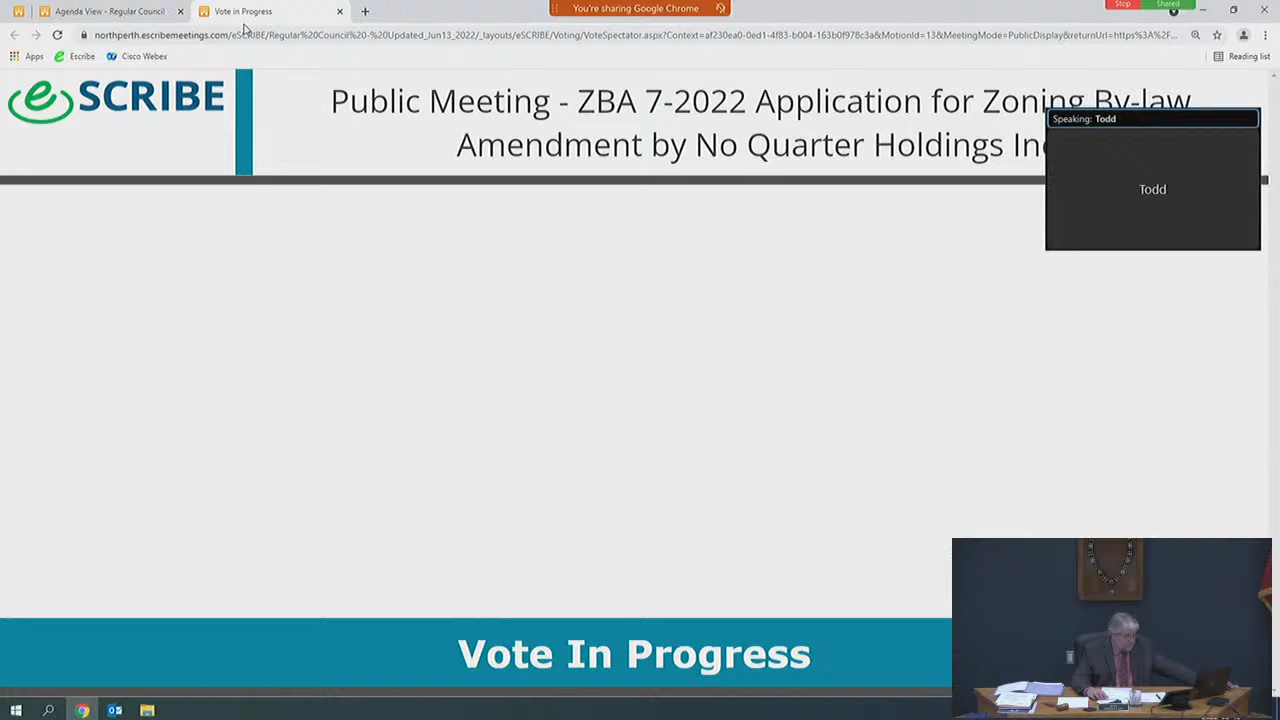 Agenda View - Regular Council
Vote in Progress
You're sharing Google Chrome
Stop
Shared
northperth.escribemeetings.com/eSCRIBE/Regular%20Council%20-%20Updated_Jun13_2022/_layouts/eSCRIBE/Voting/VoteSpectator.aspx?Context=af230ea0-0ed1-4f83-b004-163b0f978c3a&MotionId=13&MeetingMode=PublicDisplay&returnUrl=https%3A%2F...
Apps
Escribe
Cisco Webex
Reading list
eSCRIBE
Public Meeting - ZBA 7-2022 Application for Zoning By-law
Amendment by No Quarter Holdings
Speaking: Todd
Todd
Vote In Progress